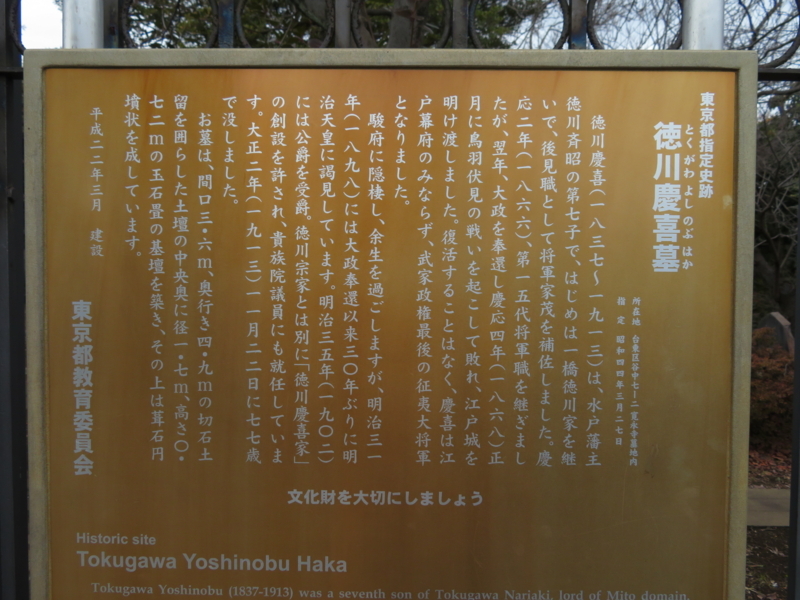 東京都指定史跡
とくがわ よしのぶ はか
徳川慶喜墓
所在地 台東区谷中七ー二 寛永寺墓地内
指定 昭和四四年三月二七日
徳川慶喜(一八三七〜一九一三)は、水戸藩主
徳川斉昭の第七子で、はじめは一橋徳川家を継
いで、後見職として将軍家茂を補佐しました。慶
応二年(一八六六)、第一五代将軍職を継ぎまし
たが、翌年、大政を奉還し慶応四年(一八六八)正
月に鳥羽伏見の戦いを起こして敗れ、江戸城を
明け渡しました。復活することはなく、慶喜は江
戸幕府のみならず、武家政権最後の征夷大将軍
となりました。
駿府に隠棲し、余生を過ごしますが、明治三一
年(一八九八)には大政奉還以来三〇年ぶりに明
治天皇に謁見しています。明治三五年(一九〇二)
には公爵を受爵。徳川宗家とは別に「徳川慶喜家」
の創設を許され、貴族院議員にも就任していま
す。大正二年(一九一三)一一月二二日に七七歳
で没しました。
お墓は、間口三・六m、奥行き四・九mの切石土
留を囲らした土壇の中央奥に径一・七m、高さ〇・
七二mの玉石畳の基壇を築き、その上は葺石円
墳状を成しています。
平成二二年三月 建設
東京都教育委員会
文化財を大切にしましょう
Historic site
Tokugawa Yoshinobu Haka
Tokugawa Yoshinobu (1837-1913) was a seventh son of Tokugawa Nariaki, lord of Mito domain.